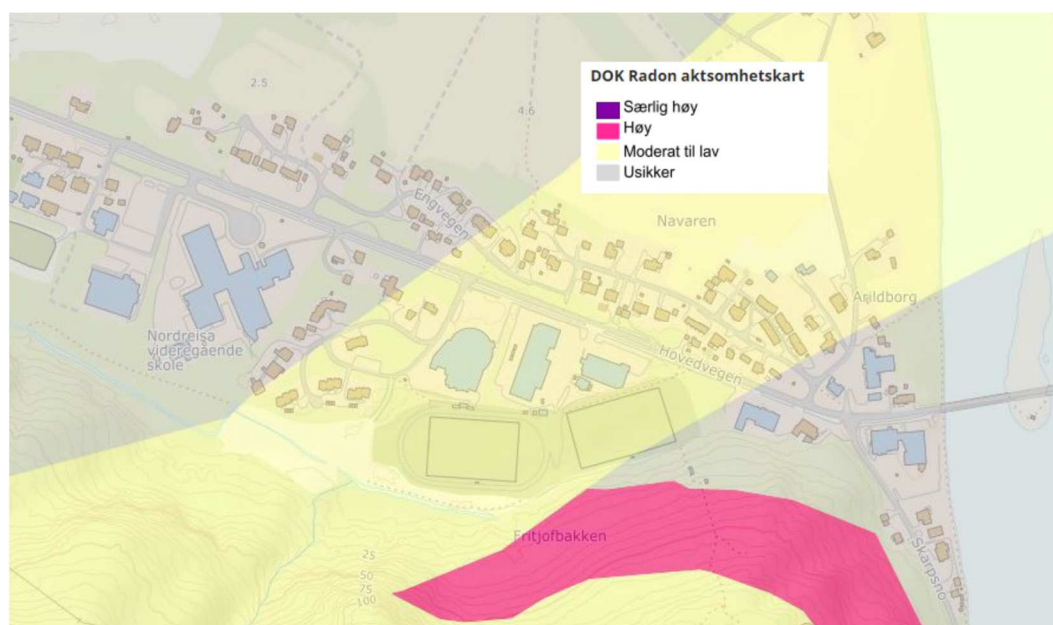 DOK Radon aktsomhetskart
Særlig høy
Høy
Moderat til lav
Usikker
2.5
4.6
Engvegen
Navaren
Arildborg
Nordreisa
videregående
skole
Hovedvegen
Fritjofbakken
25
50
75
100
Skarpsno